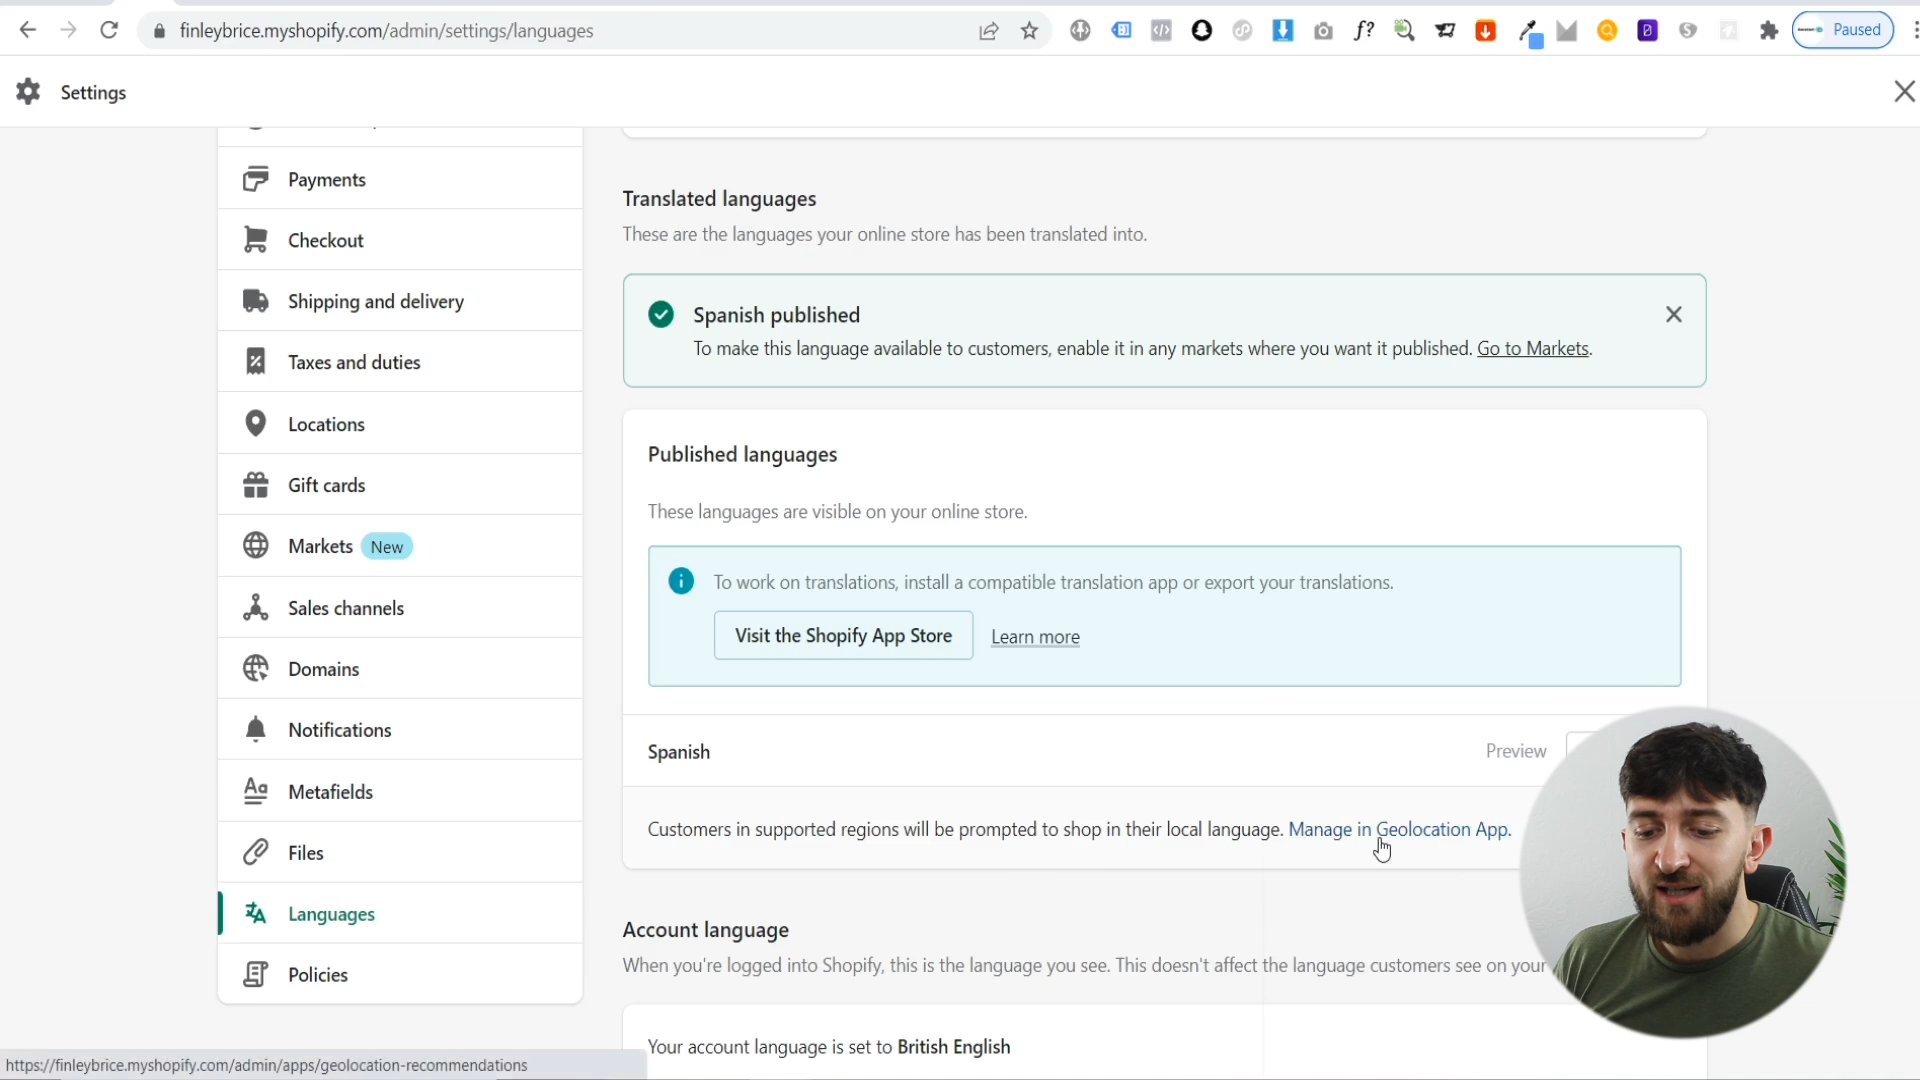 finleybrice.myshopify.com/admin/settings/languages
f?
Paused
Settings
Payments
Checkout
Shipping and delivery
Taxes and duties
Locations
Gift cards
Markets New
Sales channels
Domains
Notifications
Metafields
Files
Languages
Policies
Translated languages
These are the languages your online store has been translated into.
Spanish published
To make this language available to customers, enable it in any markets where you want it published. Go to Markets.
Published languages
These languages are visible on your online store.
To work on translations, install a compatible translation app or export your translations.
Visit the Shopify App Store Learn more
Spanish Preview
Customers in supported regions will be prompted to shop in their local language. Manage in Geolocation App.
Account language
When you're logged into Shopify, this is the language you see. This doesn't affect the language customers see on your
Your account language is set to British English
https://finleybrice.myshopify.com/admin/apps/geolocation-recommendations